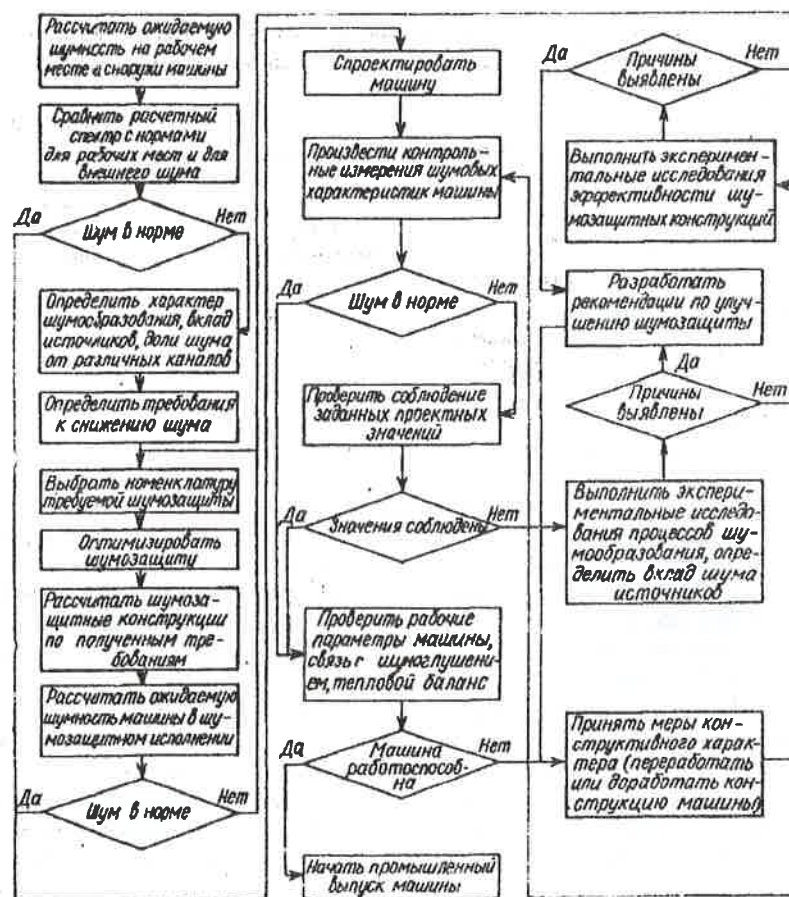 Рассчитать ожидаемую
шумность на рабочем
месте и снаружи машины
Сравнить расчетный
спектр с нормами
для рабочих мест и для
внешнего шума
Да
Нет
Шум в норме
Определить характер
шумообразования, вклад
источников, доли шума
от различных каналов
Определить требования
к снижению шума
Выбрать номенклатуру
требуемой шумозащиты
Оптимизировать
шумозащиту
Рассчитать шумоза-
щитные конструкции
по полученным тре-
бованиям
Рассчитать ожидаемую
шумность машины в шу-
мозащитном исполнении
Да
Нет
Шум в норме
Спроектировать
машину
Произвести контроль-
ные измерения шумовых
характеристик машины
Да
Нет
Шум в норме
Проверить соблюдение
заданных проектных
значений
Да
Нет
Значения соблюдены
Проверить рабочие
параметры машины,
связь с шумоглушени-
ем, тепловой баланс
Да
Нет
Машина
работоспособ-
на
Начать промышленный
выпуск машины
Да
Нет
Причины
выявлены
Выполнить эксперимен-
тальные исследования
эффективности шу-
мозащитных конструкций
Разработать
рекомендации по улуч-
шению шумозащиты
Да
Нет
Причины
выявлены
Выполнить экспери-
ментальные исследо-
вания процессов шу-
мообразования, опре-
делить вклад шума
источников
Принять меры кон-
структивного харак-
тера (переработать
или доработать кон-
струкцию машины)